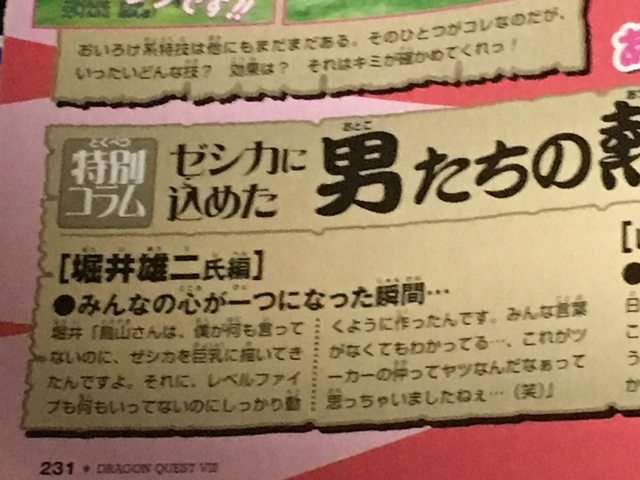 おいろけ系特技は他にもまだまだある。そのひとつがコレなのだが、
いったいどんな技？　効果は？　それはキミが確かめてくれっ！
特別
コラム
ゼシカに
込めた
男たちの熱
[堀井雄二氏編]
●みんなの心が一つになった瞬間…
堀井「鳥山さんは、僕が何も言って
ないのに、ゼシカを巨乳に描いてき
たんですよ。それに、レベルファイ
ブも何もいってないのにしっかり動
くように作ったんです。みんな言葉
がなくてもわかってる…、これがツ
ーカーの仲ってヤツなんだなぁって
思っちゃいましたねぇ…（笑）」
231 ♦ DRAGON QUEST VIII